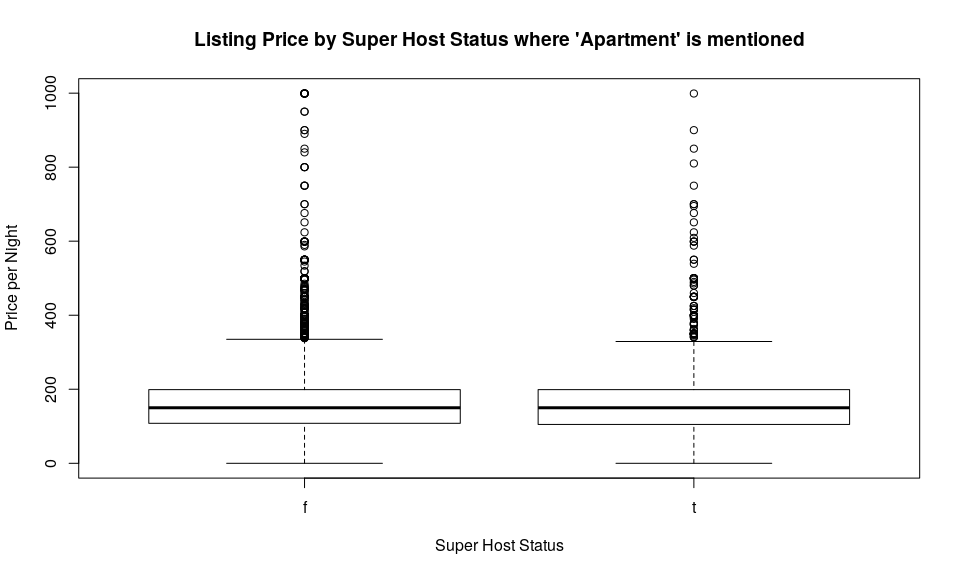 Listing Price by Super Host Status where 'Apartment' is mentioned
1000
800
600
400
200
0
Price per Night
f
t
Super Host Status